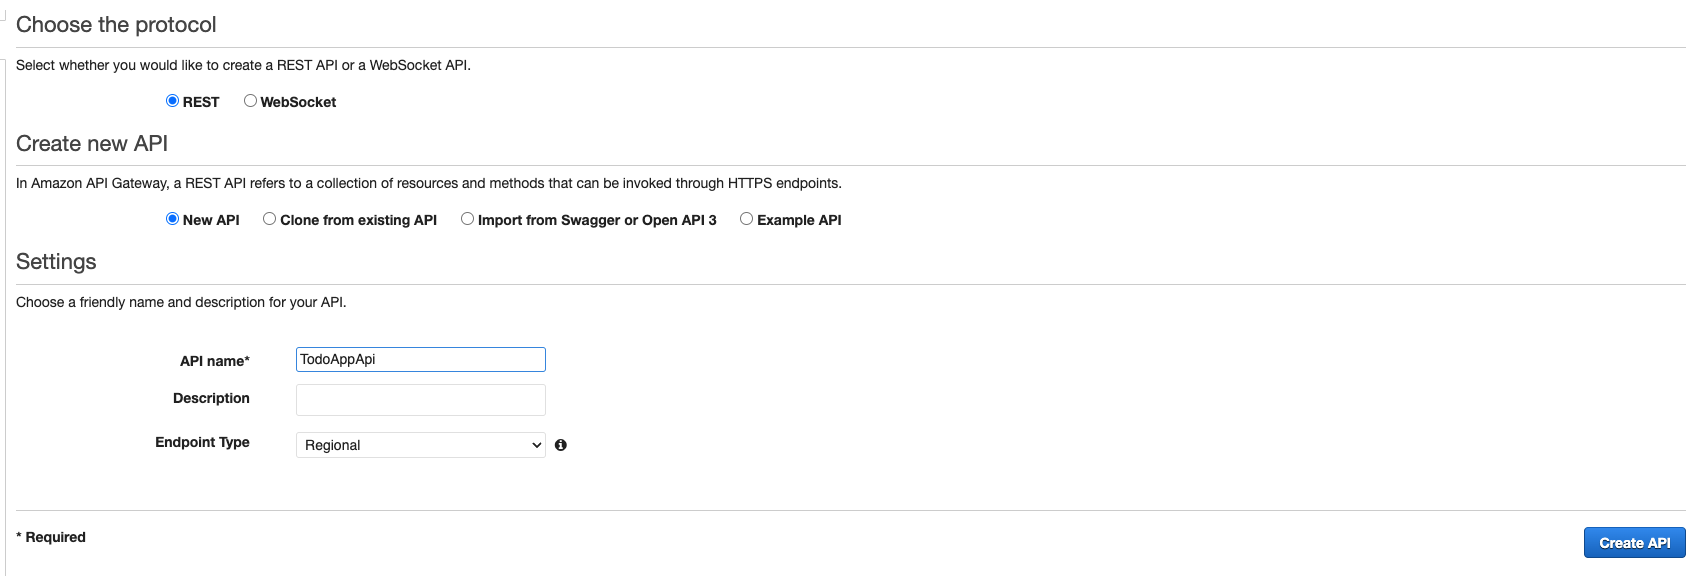 Choose the protocol
Select whether you would like to create a REST API or a WebSocket API.
REST WebSocket
Create new API
In Amazon API Gateway, a REST API refers to a collection of resources and methods that can be invoked through HTTPS endpoints.
New API Clone from existing API Import from Swagger or Open API 3 Example API
Settings
Choose a friendly name and description for your API.
API name* TodoAppApi
Description
Endpoint Type Regional
* Required Create API